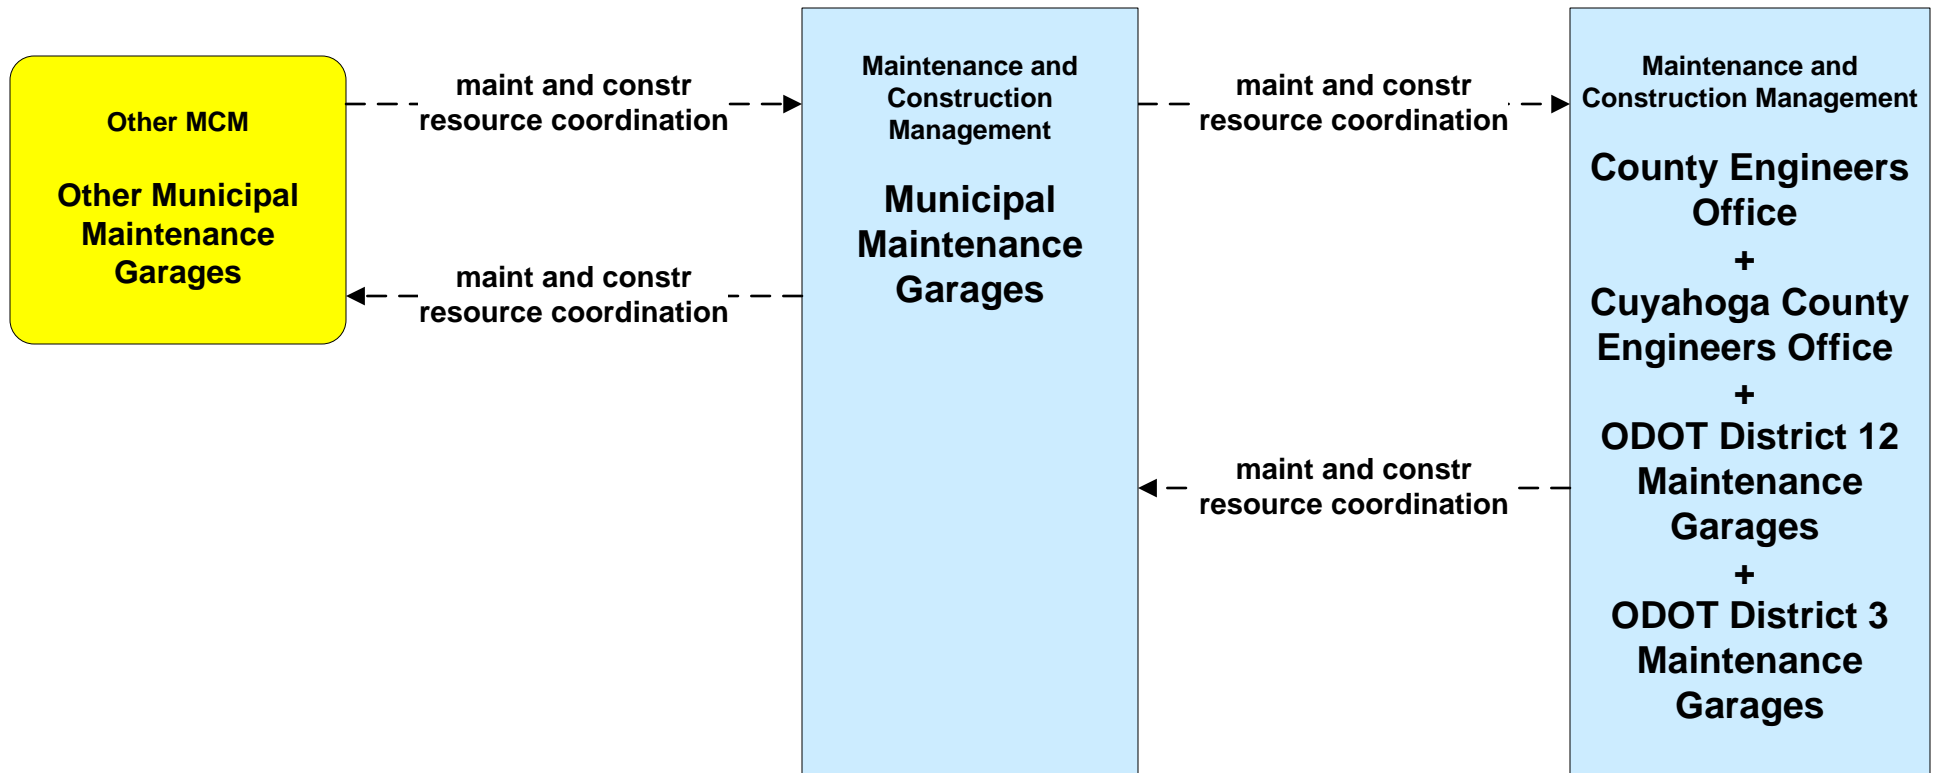 Other MCM
Other Municipal
Maintenance
Garages
maint and constr
resource coordination
maint and constr
resource coordination
Maintenance and
Construction
Management
Municipal
Maintenance
Garages
maint and constr
resource coordination
maint and constr
resource coordination
Maintenance and
Construction Management
County Engineers
Office
+
Cuyahoga County
Engineers Office
+
ODOT District 12
Maintenance
Garages
+
ODOT District 3
Maintenance
Garages